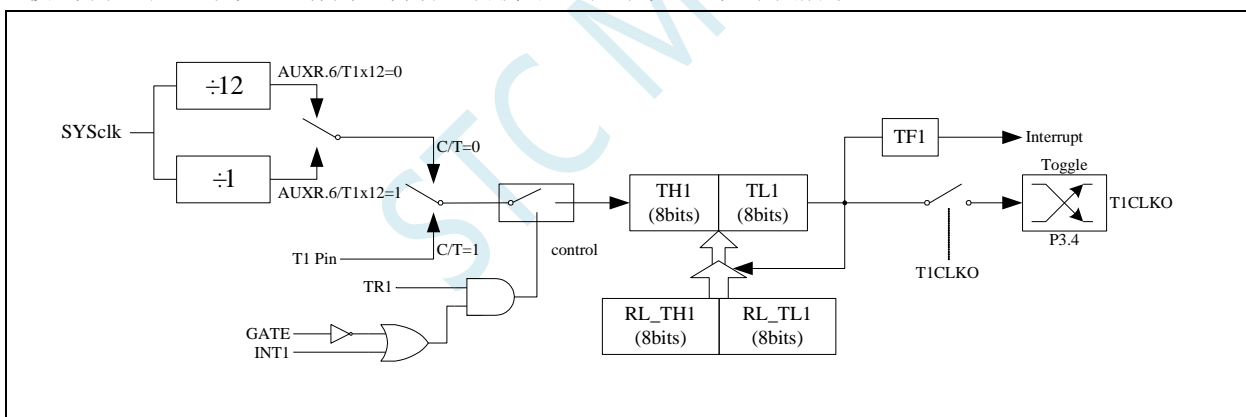 ÷12
AUXR.6/T1x12=0
SYSclk
÷1
AUXR.6/T1x12=1
C/T=0
C/T=1
T1 Pin
control
TR1
GATE
INT1
TH1
(8bits)
TL1
(8bits)
RL_TH1
(8bits)
RL_TL1
(8bits)
TF1
Interrupt
Toggle
T1CLKO
P3.4
T1CLKO
STC M